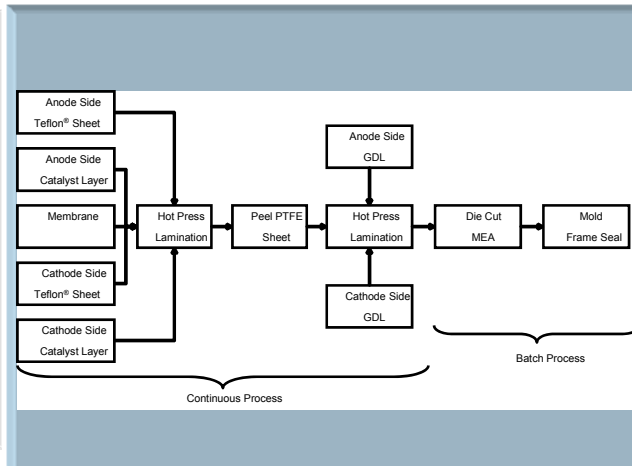 Anode Side
Teflon® Sheet
Anode Side
Catalyst Layer
Membrane
Cathode Side
Teflon® Sheet
Cathode Side
Catalyst Layer
Hot Press
Lamination
Peel PTFE
Sheet
Anode Side
GDL
Hot Press
Lamination
Cathode Side
GDL
Die Cut
MEA
Mold
Frame Seal
Continuous Process
Batch Process